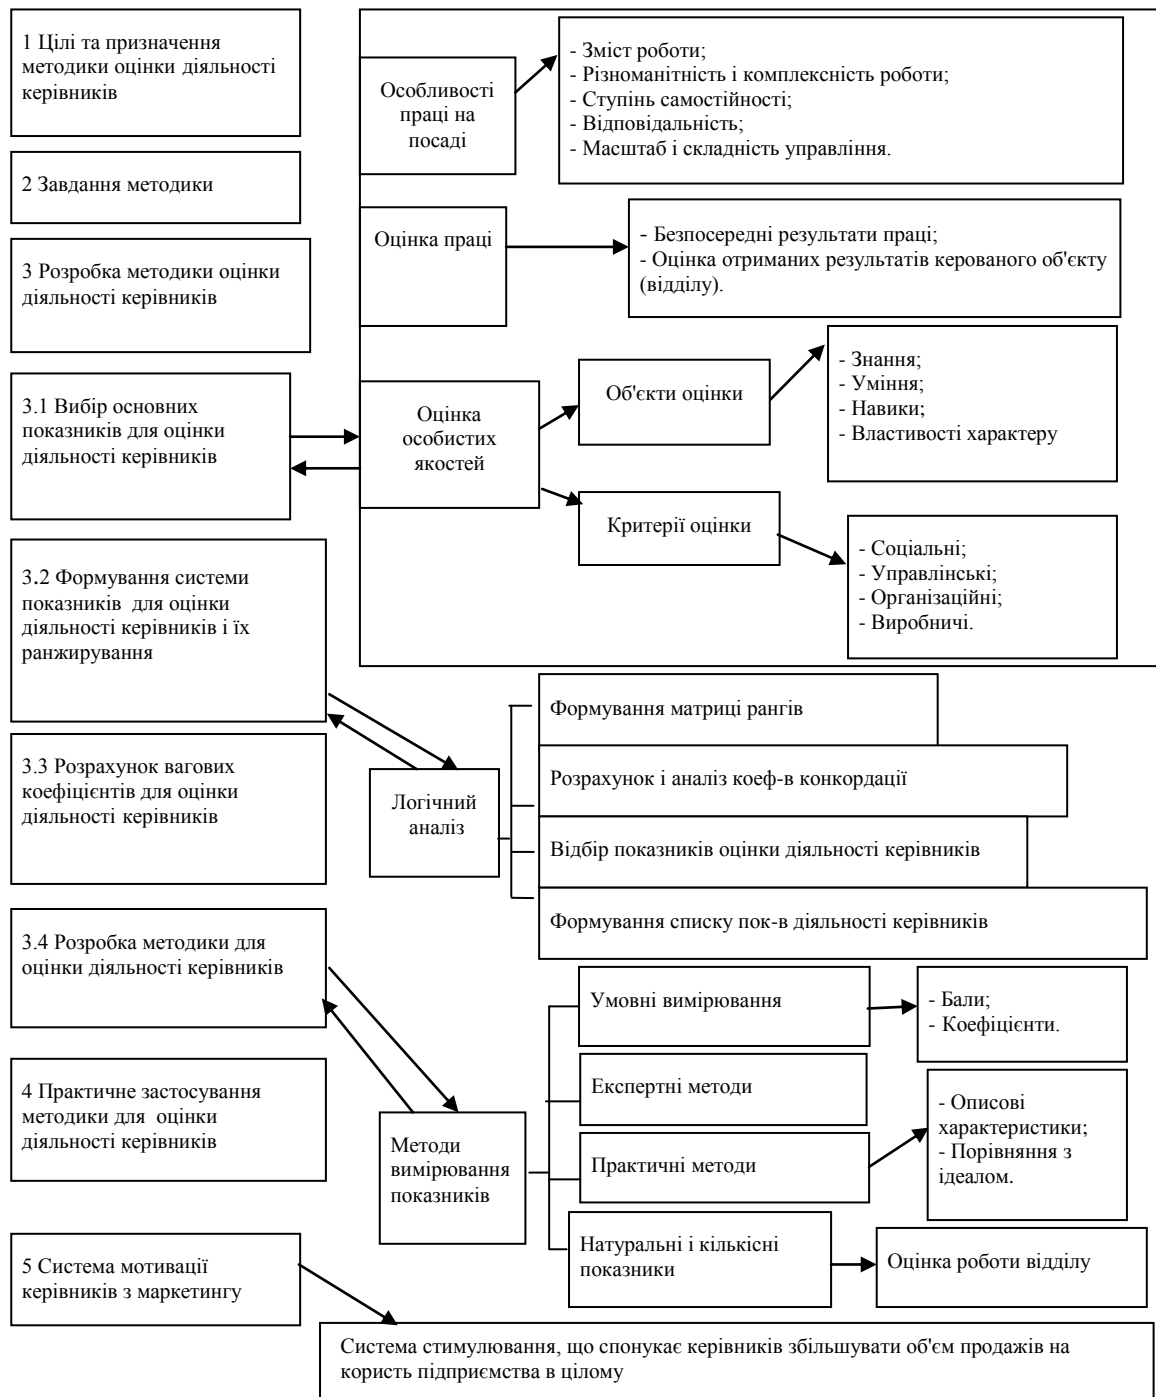 1 Цілі та призначення
методики оцінки діяльності
керівників
2 Завдання методики
3 Розробка методики оцінки
діяльності керівників
3.1 Вибір основних
показників для оцінки
діяльності керівників
3.2 Формування системи
показників для оцінки
діяльності керівників і їх
ранжирування
3.3 Розрахунок вагових
коефіцієнтів для оцінки
діяльності керівників
3.4 Розробка методики для
оцінки діяльності керівників
4 Практичне застосування
методики для оцінки
діяльності керівників
5 Система мотивації
керівників з маркетингу
Особливості
праці на
посаді
- Зміст роботи;
- Різноманітність і комплексність роботи;
- Ступінь самостійності;
- Відповідальність;
- Масштаб і складність управління.
Оцінка праці
- Безпосередні результати праці;
- Оцінка отриманих результатів керованого об'єкту
(відділу).
Оцінка
особистих
якостей
Об'єкти оцінки
- Знання;
- Уміння;
- Навики;
- Властивості характеру
Критерії оцінки
- Соціальні;
- Управлінські;
- Організаційні;
- Виробничі.
Логічний
аналіз
Формування матриці рангів
Розрахунок і аналіз коеф-в конкордації
Відбір показників оцінки діяльності керівників
Формування списку пок-в діяльності керівників
Методи
вимірювання
показників
Умовні вимірювання
- Бали;
- Коефіцієнти.
Експертні методи
Практичні методи
- Описові
характеристики;
- Порівняння з
ідеалом.
Натуральні і кількісні
показники
Оцінка роботи відділу
Система стимулювання, що спонукає керівників збільшувати об'єм продажів на
користь підприємства в цілому